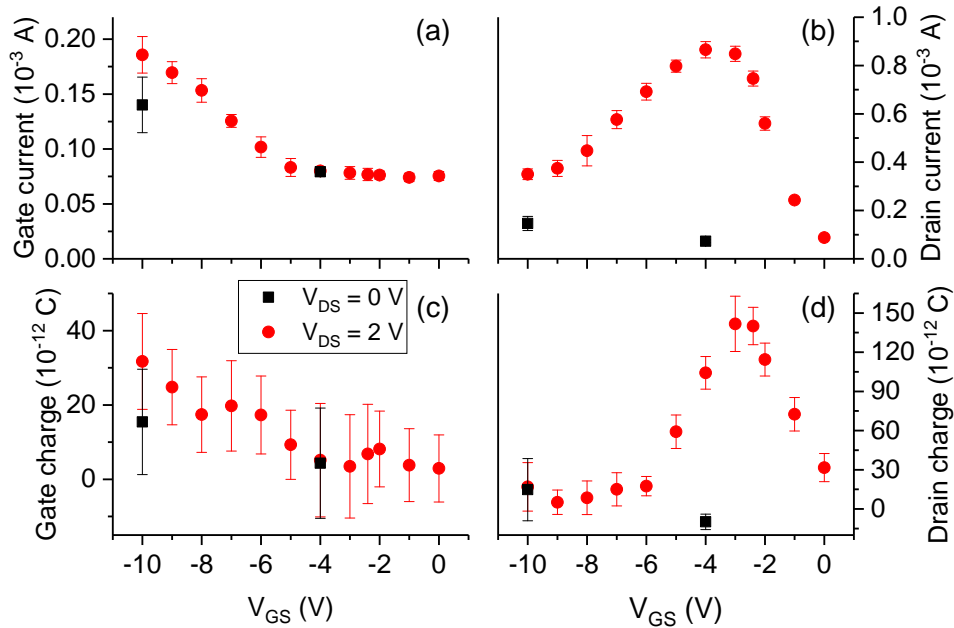 (a)
(b)
Gate current (10⁻³ A)
0.20
0.15
0.10
0.05
0.00
1.0
0.8
0.6
0.4
0.2
0.0
Drain current (10⁻³ A)
V_DS = 0 V
V_DS = 2 V
(c)
(d)
Gate charge (10⁻¹² C)
40
20
0
150
120
90
60
30
0
Drain charge (10⁻¹² C)
-10 -8 -6 -4 -2 0
-10 -8 -6 -4 -2 0
V_GS (V)
V_GS (V)